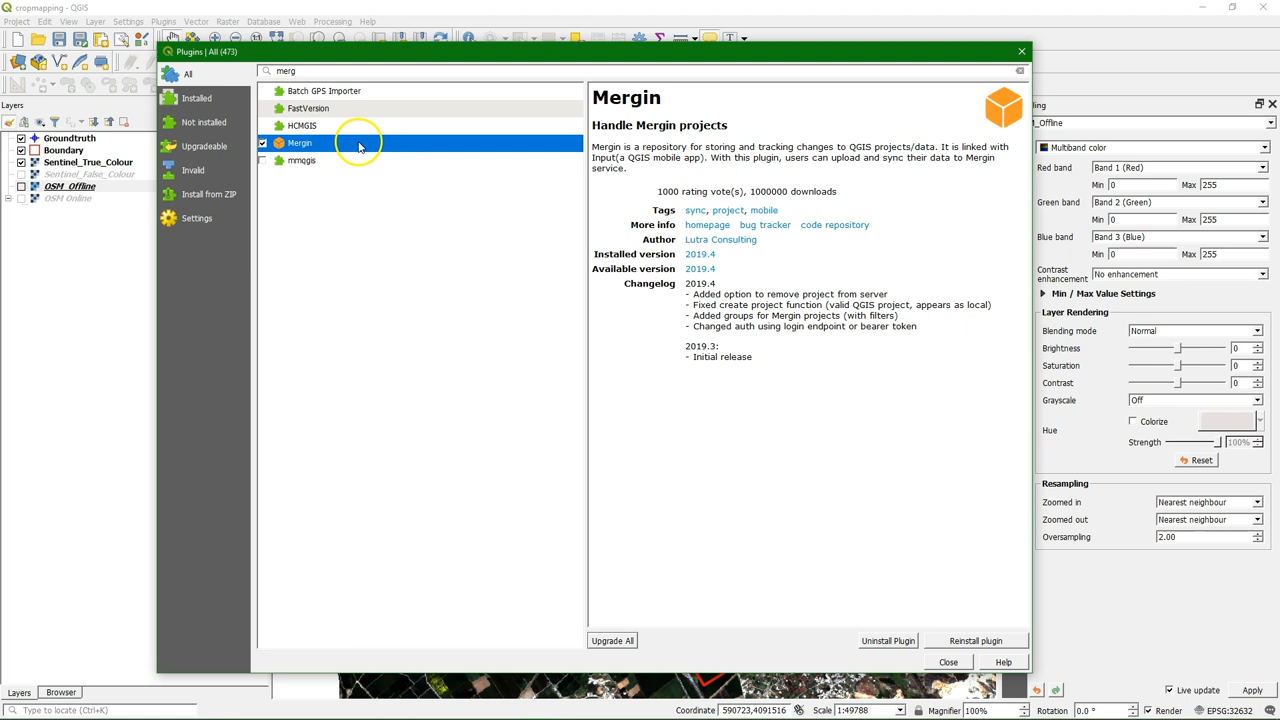 cropmapping - QGIS
Project Edit View Layer Settings Plugins Vector Raster Database Web Processing Help
Plugins | All (473)
All
Installed
Not installed
Upgradeable
Invalid
Install from ZIP
Settings
merg
Batch GPS Importer
FastVersion
HCMGIS
Mergin
mmqgis
Mergin
Handle Mergin projects
Mergin is a repository for storing and tracking changes to QGIS projects/data. It is linked with
Input(a QGIS mobile app). With this plugin, users can upload and sync their data to Mergin
service.
1000 rating vote(s), 1000000 downloads
Tags sync, project, mobile
More info homepage bug tracker code repository
Author Lutra Consulting
Installed version 2019.4
Available version 2019.4
Changelog 2019.4
- Added option to remove project from server
- Fixed create project function (valid QGIS project, appears as local)
- Added groups for Mergin projects (with filters)
- Changed auth using login endpoint or bearer token
2019.3:
- Initial release
Upgrade All Uninstall Plugin Reinstall plugin
Close Help
Layers
Groundtruth
Boundary
Sentinel_True_Colour
Sentinel_False_Colour
OSM_Offline
OSM Online
Layers Browser
ling
_Offline
Multiband color
Red band Band 1 (Red)
Min 0 Max 255
Green band Band 2 (Green)
Min 0 Max 255
Blue band Band 3 (Blue)
Min 0 Max 255
Contrast
enhancement No enhancement
Min / Max Value Settings
Layer Rendering
Blending mode Normal
Brightness 0
Saturation 0
Contrast 0
Grayscale Off
Hue Colorize
Strength 100%
Reset
Resampling
Zoomed in Nearest neighbour
Zoomed out Nearest neighbour
Oversampling 2.00
Live update Apply
Type to locate (Ctrl+K) Coordinate 590723,4091516 Scale 1:49788 Magnifier 100% Rotation 0.0 ° Render EPSG:32632